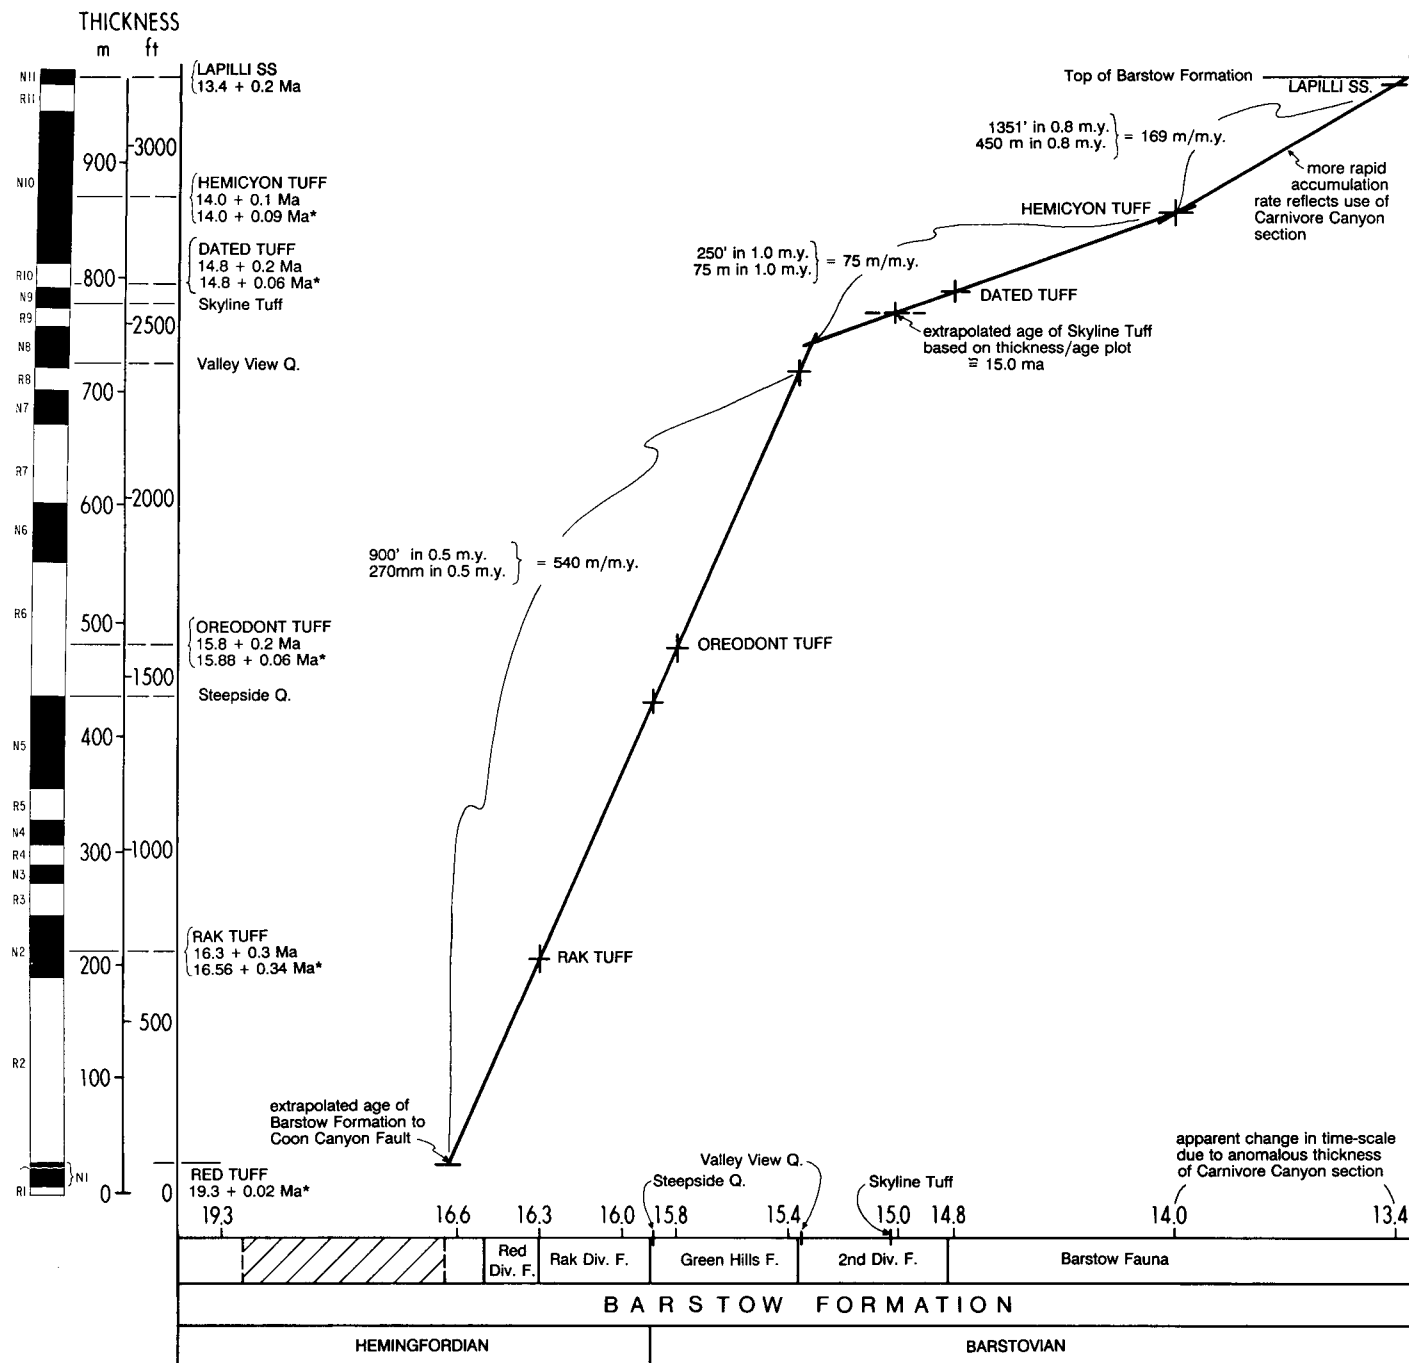 THICKNESS
m ft
N11
R11
N10
R10
N9
R9
N8
R8
N7
R7
N6
R6
N5
R5
N4
R4
N3
R3
N2
R2
N1
R1
900
800
700
600
500
400
300
200
100
0
3000
2500
2000
1500
1000
500
0
LAPILLI SS
13.4 + 0.2 Ma
HEMICYON TUFF
14.0 + 0.1 Ma
14.0 + 0.09 Ma*
DATED TUFF
14.8 + 0.2 Ma
14.8 + 0.06 Ma*
Skyline Tuff
Valley View Q.
OREODONT TUFF
15.8 + 0.2 Ma
15.88 + 0.06 Ma*
Steepside Q.
RAK TUFF
16.3 + 0.3 Ma
16.56 + 0.34 Ma*
RED TUFF
19.3 + 0.02 Ma*
Top of Barstow Formation
LAPILLI SS.
1351' in 0.8 m.y.
450 m in 0.8 m.y.
= 169 m/m.y.
more rapid
accumulation
rate reflects use of
Carnivore Canyon
section
HEMICYON TUFF
250' in 1.0 m.y.
75 m in 1.0 m.y.
= 75 m/m.y.
DATED TUFF
extrapolated age of Skyline Tuff
based on thickness/age plot
≅ 15.0 ma
900' in 0.5 m.y.
270mm in 0.5 m.y.
= 540 m/m.y.
OREODONT TUFF
RAK TUFF
extrapolated age of
Barstow Formation to
Coon Canyon Fault
apparent change in time-scale
due to anomalous thickness
of Carnivore Canyon section
Valley View Q.
Steepside Q.
Skyline Tuff
19.3 16.6 16.3 16.0 15.8 15.4 15.0 14.8 14.0 13.4
Red
Div. F.
Rak Div. F.
Green Hills F.
2nd Div. F.
Barstow Fauna
BARSTOW FORMATION
HEMINGFORDIAN BARSTOVIAN